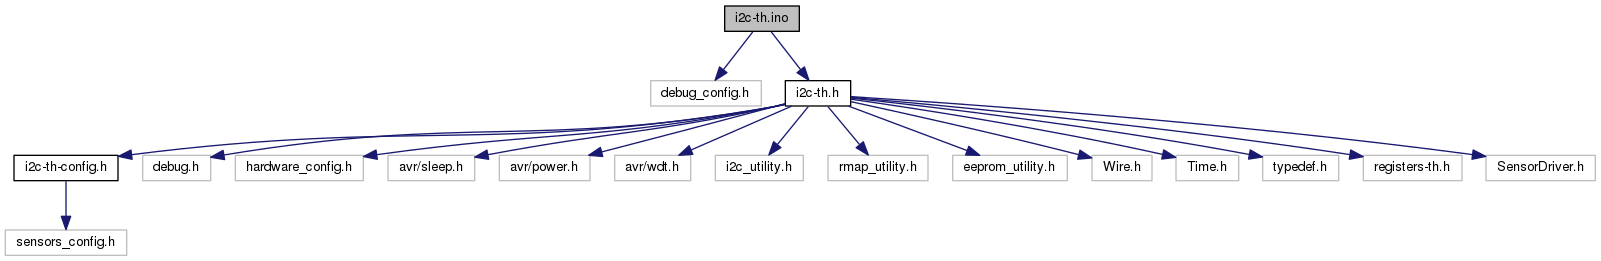 i2c-th.ino
debug_config.h
i2c-th.h
i2c-th-config.h
debug.h
hardware_config.h
avr/sleep.h
avr/power.h
avr/wdt.h
i2c_utility.h
rmap_utility.h
eeprom_utility.h
Wire.h
Time.h
typedef.h
registers-th.h
SensorDriver.h
sensors_config.h